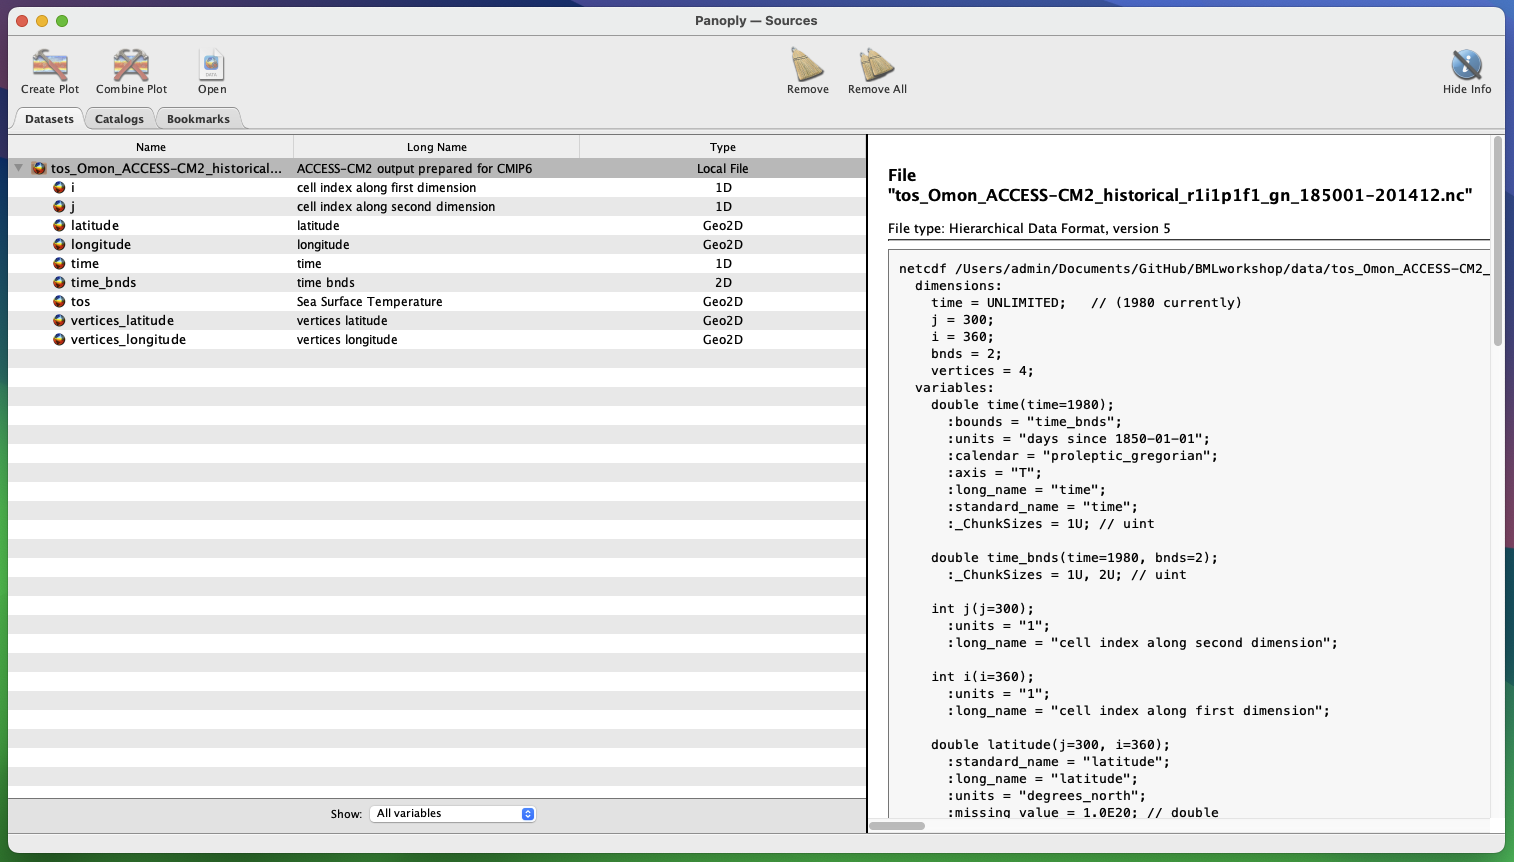 Panoply — Sources
Create Plot
Combine Plot
Open
Remove
Remove All
Hide Info
Datasets
Catalogs
Bookmarks
Name Long Name Type
tos_Omon_ACCESS-CM2_historical... ACCESS-CM2 output prepared for CMIP6 Local File
i cell index along first dimension 1D
j cell index along second dimension 1D
latitude latitude Geo2D
longitude longitude Geo2D
time time 1D
time_bnds time bnds 2D
tos Sea Surface Temperature Geo2D
vertices_latitude vertices latitude Geo2D
vertices_longitude vertices longitude Geo2D
Show: All variables
File
"tos_Omon_ACCESS-CM2_historical_r1i1p1f1_gn_185001-201412.nc"
File type: Hierarchical Data Format, version 5
netcdf /Users/admin/Documents/GitHub/BMLworkshop/data/tos_Omon_ACCESS-CM2_
dimensions:
time = UNLIMITED; // (1980 currently)
j = 300;
i = 360;
bnds = 2;
vertices = 4;
variables:
double time(time=1980);
:bounds = "time_bnds";
:units = "days since 1850-01-01";
:calendar = "proleptic_gregorian";
:axis = "T";
:long_name = "time";
:standard_name = "time";
:_ChunkSizes = 1U; // uint
double time_bnds(time=1980, bnds=2);
:_ChunkSizes = 1U, 2U; // uint
int j(j=300);
:units = "1";
:long_name = "cell index along second dimension";
int i(i=360);
:units = "1";
:long_name = "cell index along first dimension";
double latitude(j=300, i=360);
:standard_name = "latitude";
:long_name = "latitude";
:units = "degrees_north";
:missing_value = 1.0E20; // double